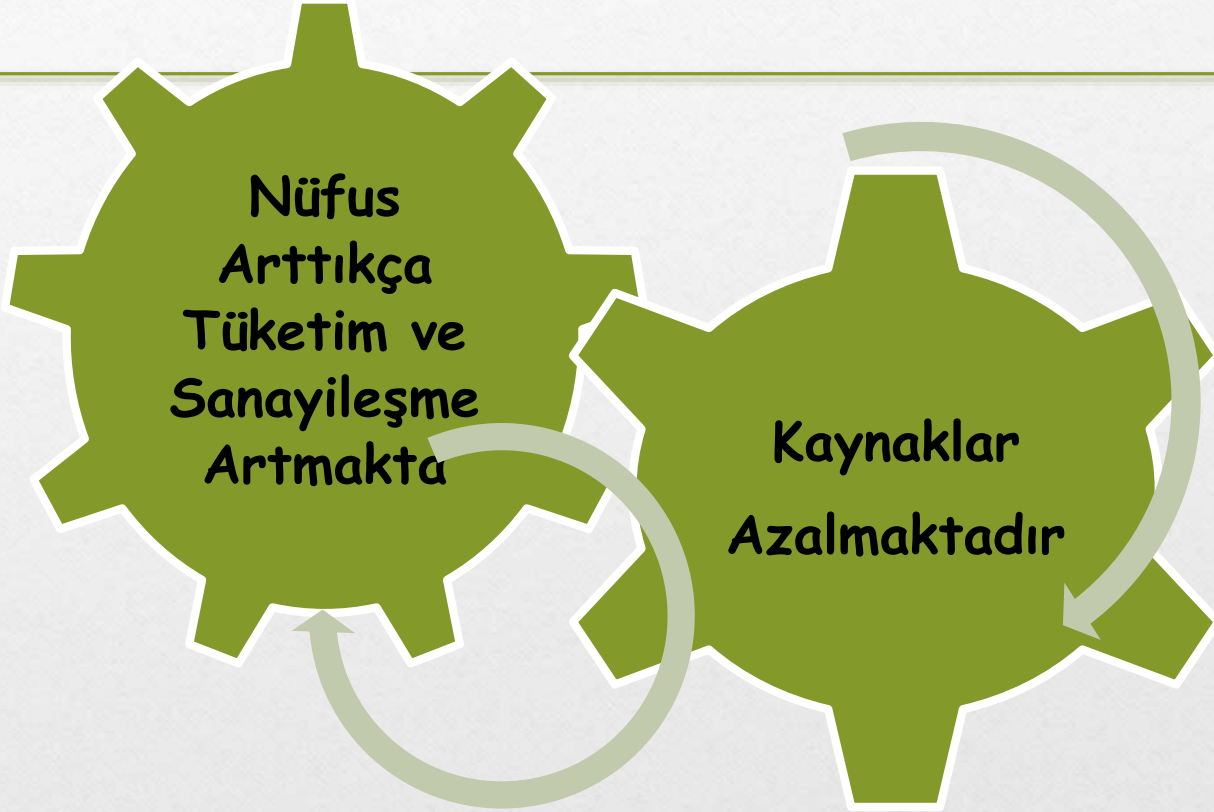 Nüfus
Arttıkça
Tüketim ve
Sanayileşme
Artmakta
Kaynaklar
Azalmaktadır